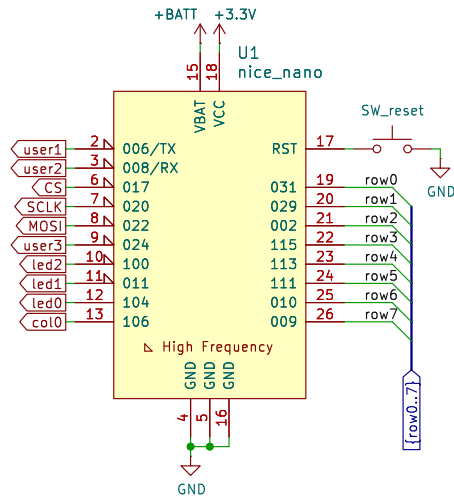 +BATT +3.3V
U1
nice_nano
15 18
VBAT VCC
SW_reset
user1 2 006/TX RST 17
user2 3 008/RX
GND
CS 6 017 031 19 row0
SCLK 7 020 029 20 row1
MOSI 8 022 002 21 row2
user3 9 024 115 22 row3
led2 10 100 113 23 row4
led1 11 011 111 24 row5
led0 12 104 010 25 row6
col0 13 106 009 26 row7
High Frequency
GND GND GND
4 5 16
{row0..7}
GND